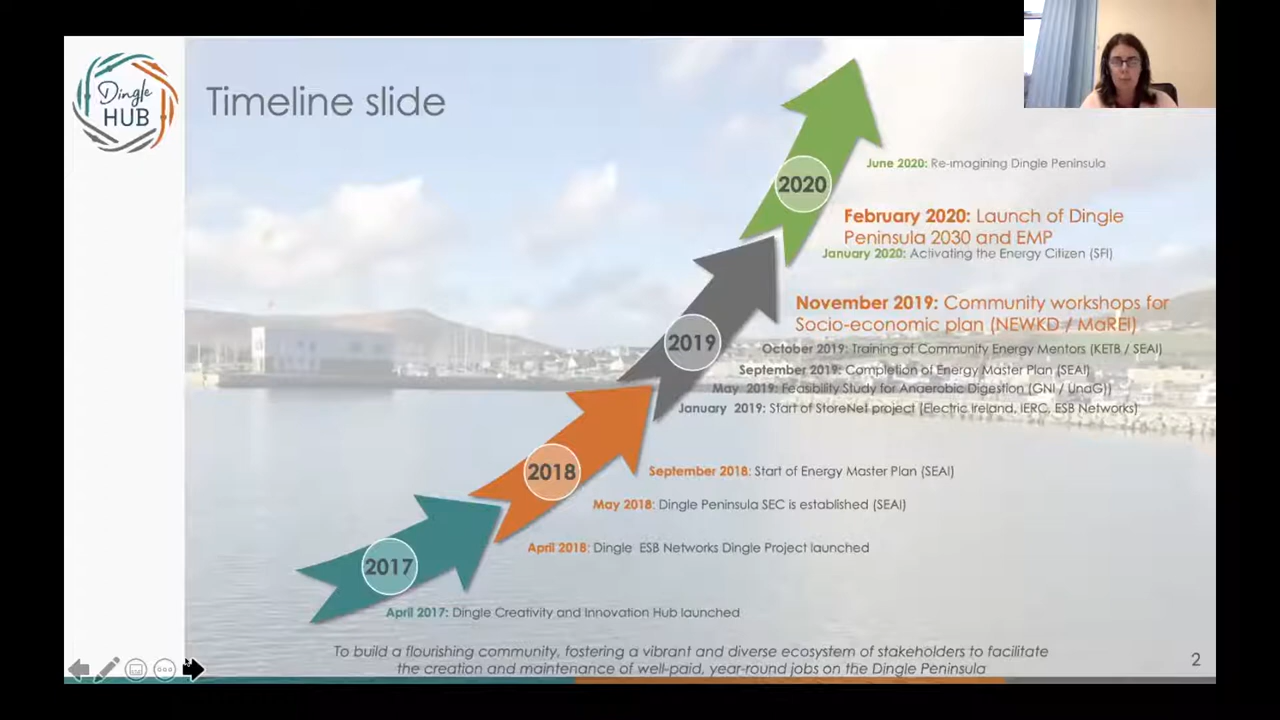 Dingle
HUB
Timeline slide
2020
June 2020: Re-imagining Dingle Peninsula
February 2020: Launch of Dingle
Peninsula 2030 and EMP
January 2020: Activating the Energy Citizen (SFI)
November 2019: Community workshops for
Socio-economic plan (NEWKD / MaREI)
2019
October 2019: Training of Community Energy Mentors (KETB / SEAI)
September 2019: Completion of Energy Master Plan (SEAI)
May 2019: Feasibility Study for Anaerobic Digestion (GNI / UnaGI)
January 2019: Start of StoreNet project (Electric Ireland, IERC, ESB Networks)
2018
September 2018: Start of Energy Master Plan (SEAI)
May 2018: Dingle Peninsula SEC is established (SEAI)
April 2018: Dingle ESB Networks Dingle Project launched
2017
April 2017: Dingle Creativity and Innovation Hub launched
To build a flourishing community, fostering a vibrant and diverse ecosystem of stakeholders to facilitate
the creation and maintenance of well-paid, year-round jobs on the Dingle Peninsula
2